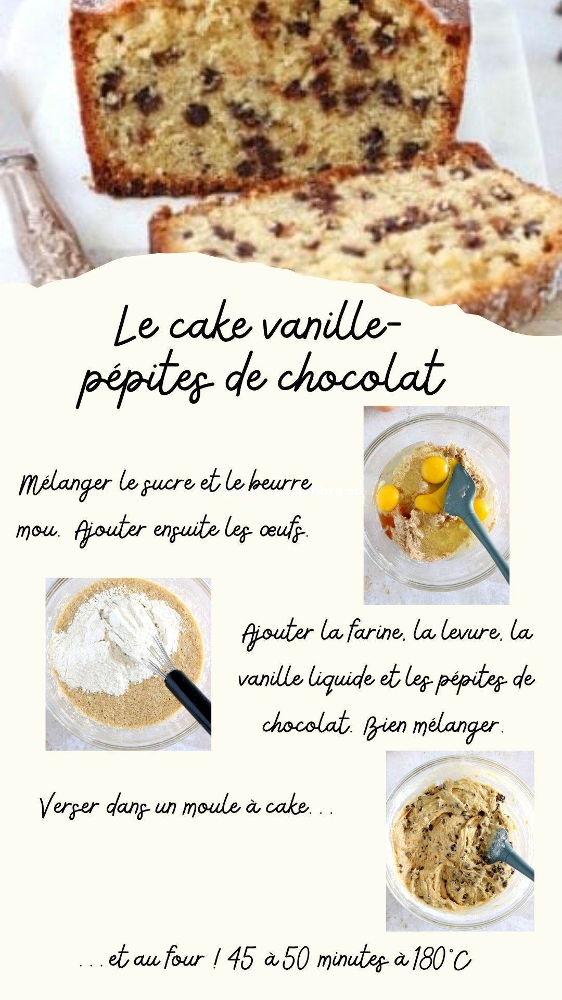 Le cake vanille-
pépites de chocolat
Mélanger le sucre et le beurre
mou. Ajouter ensuite les œufs.
Ajouter la farine, la levure, la
vanille liquide et les pépites de
chocolat. Bien mélanger.
Verser dans un moule à cake...
...et au four ! 45 à 50 minutes à 180°C